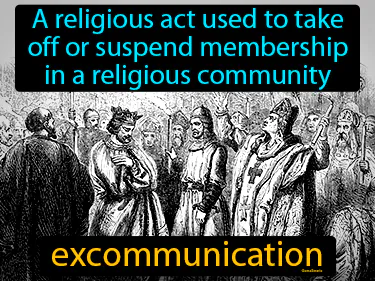 A religious act used to take
off or suspend membership
in a religious community
excommunication